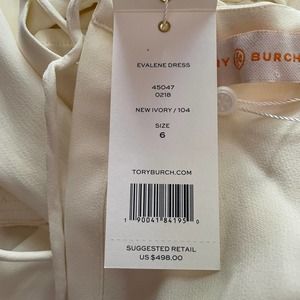 EVALENE DRESS
45047
0218
NEW IVORY / 104
SIZE
6
TORYBURCH.COM
1 90041 84195 0
SUGGESTED RETAIL
US $498.00
RY BURCH